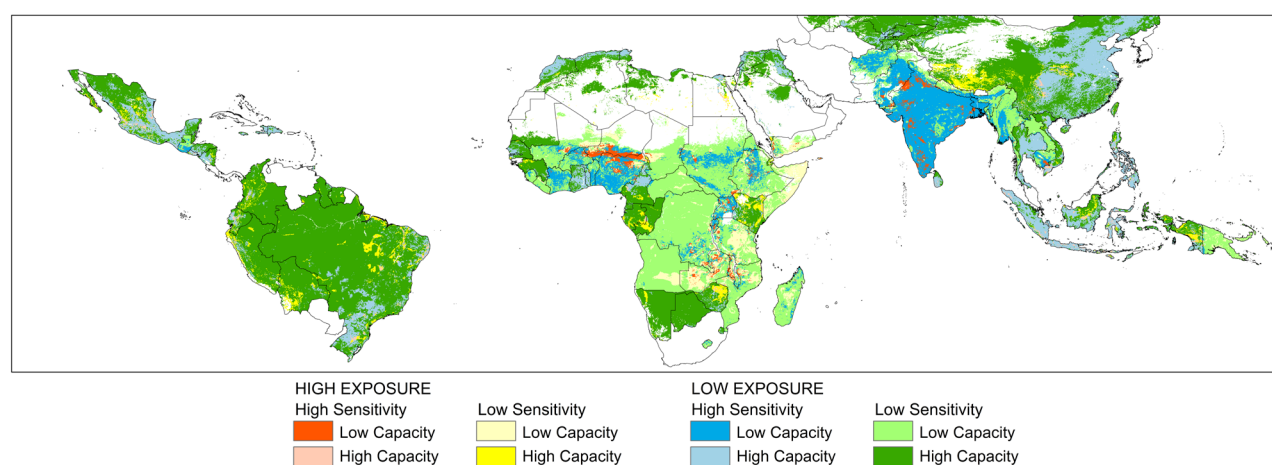 HIGH EXPOSURE LOW EXPOSURE
High Sensitivity Low Sensitivity High Sensitivity Low Sensitivity
Low Capacity Low Capacity Low Capacity Low Capacity
High Capacity High Capacity High Capacity High Capacity